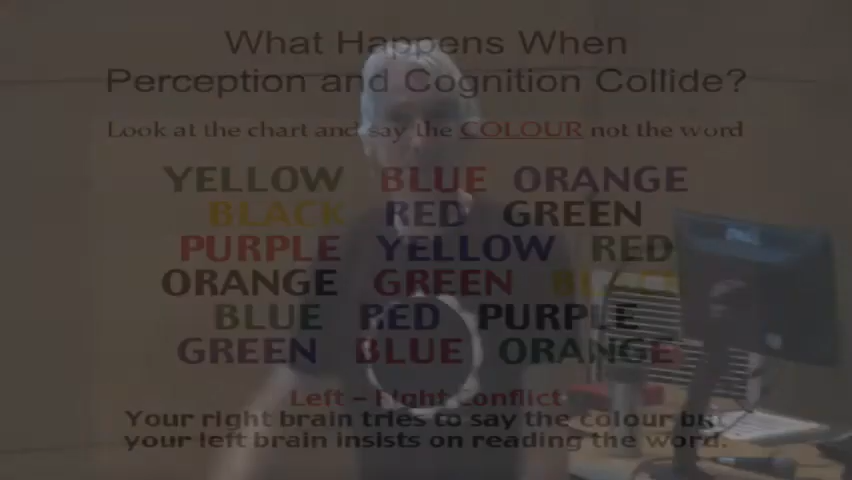 What Happens When
Perception and Cognition Collide?
Look at the chart and say the COLOUR not the word
YELLOW BLUE ORANGE
BLACK RED GREEN
PURPLE YELLOW RED
ORANGE GREEN BLACK
BLUE RED PURPLE
GREEN BLUE ORANGE
Left – Right Conflict
Your right brain tries to say the colour but
your left brain insists on reading the word.